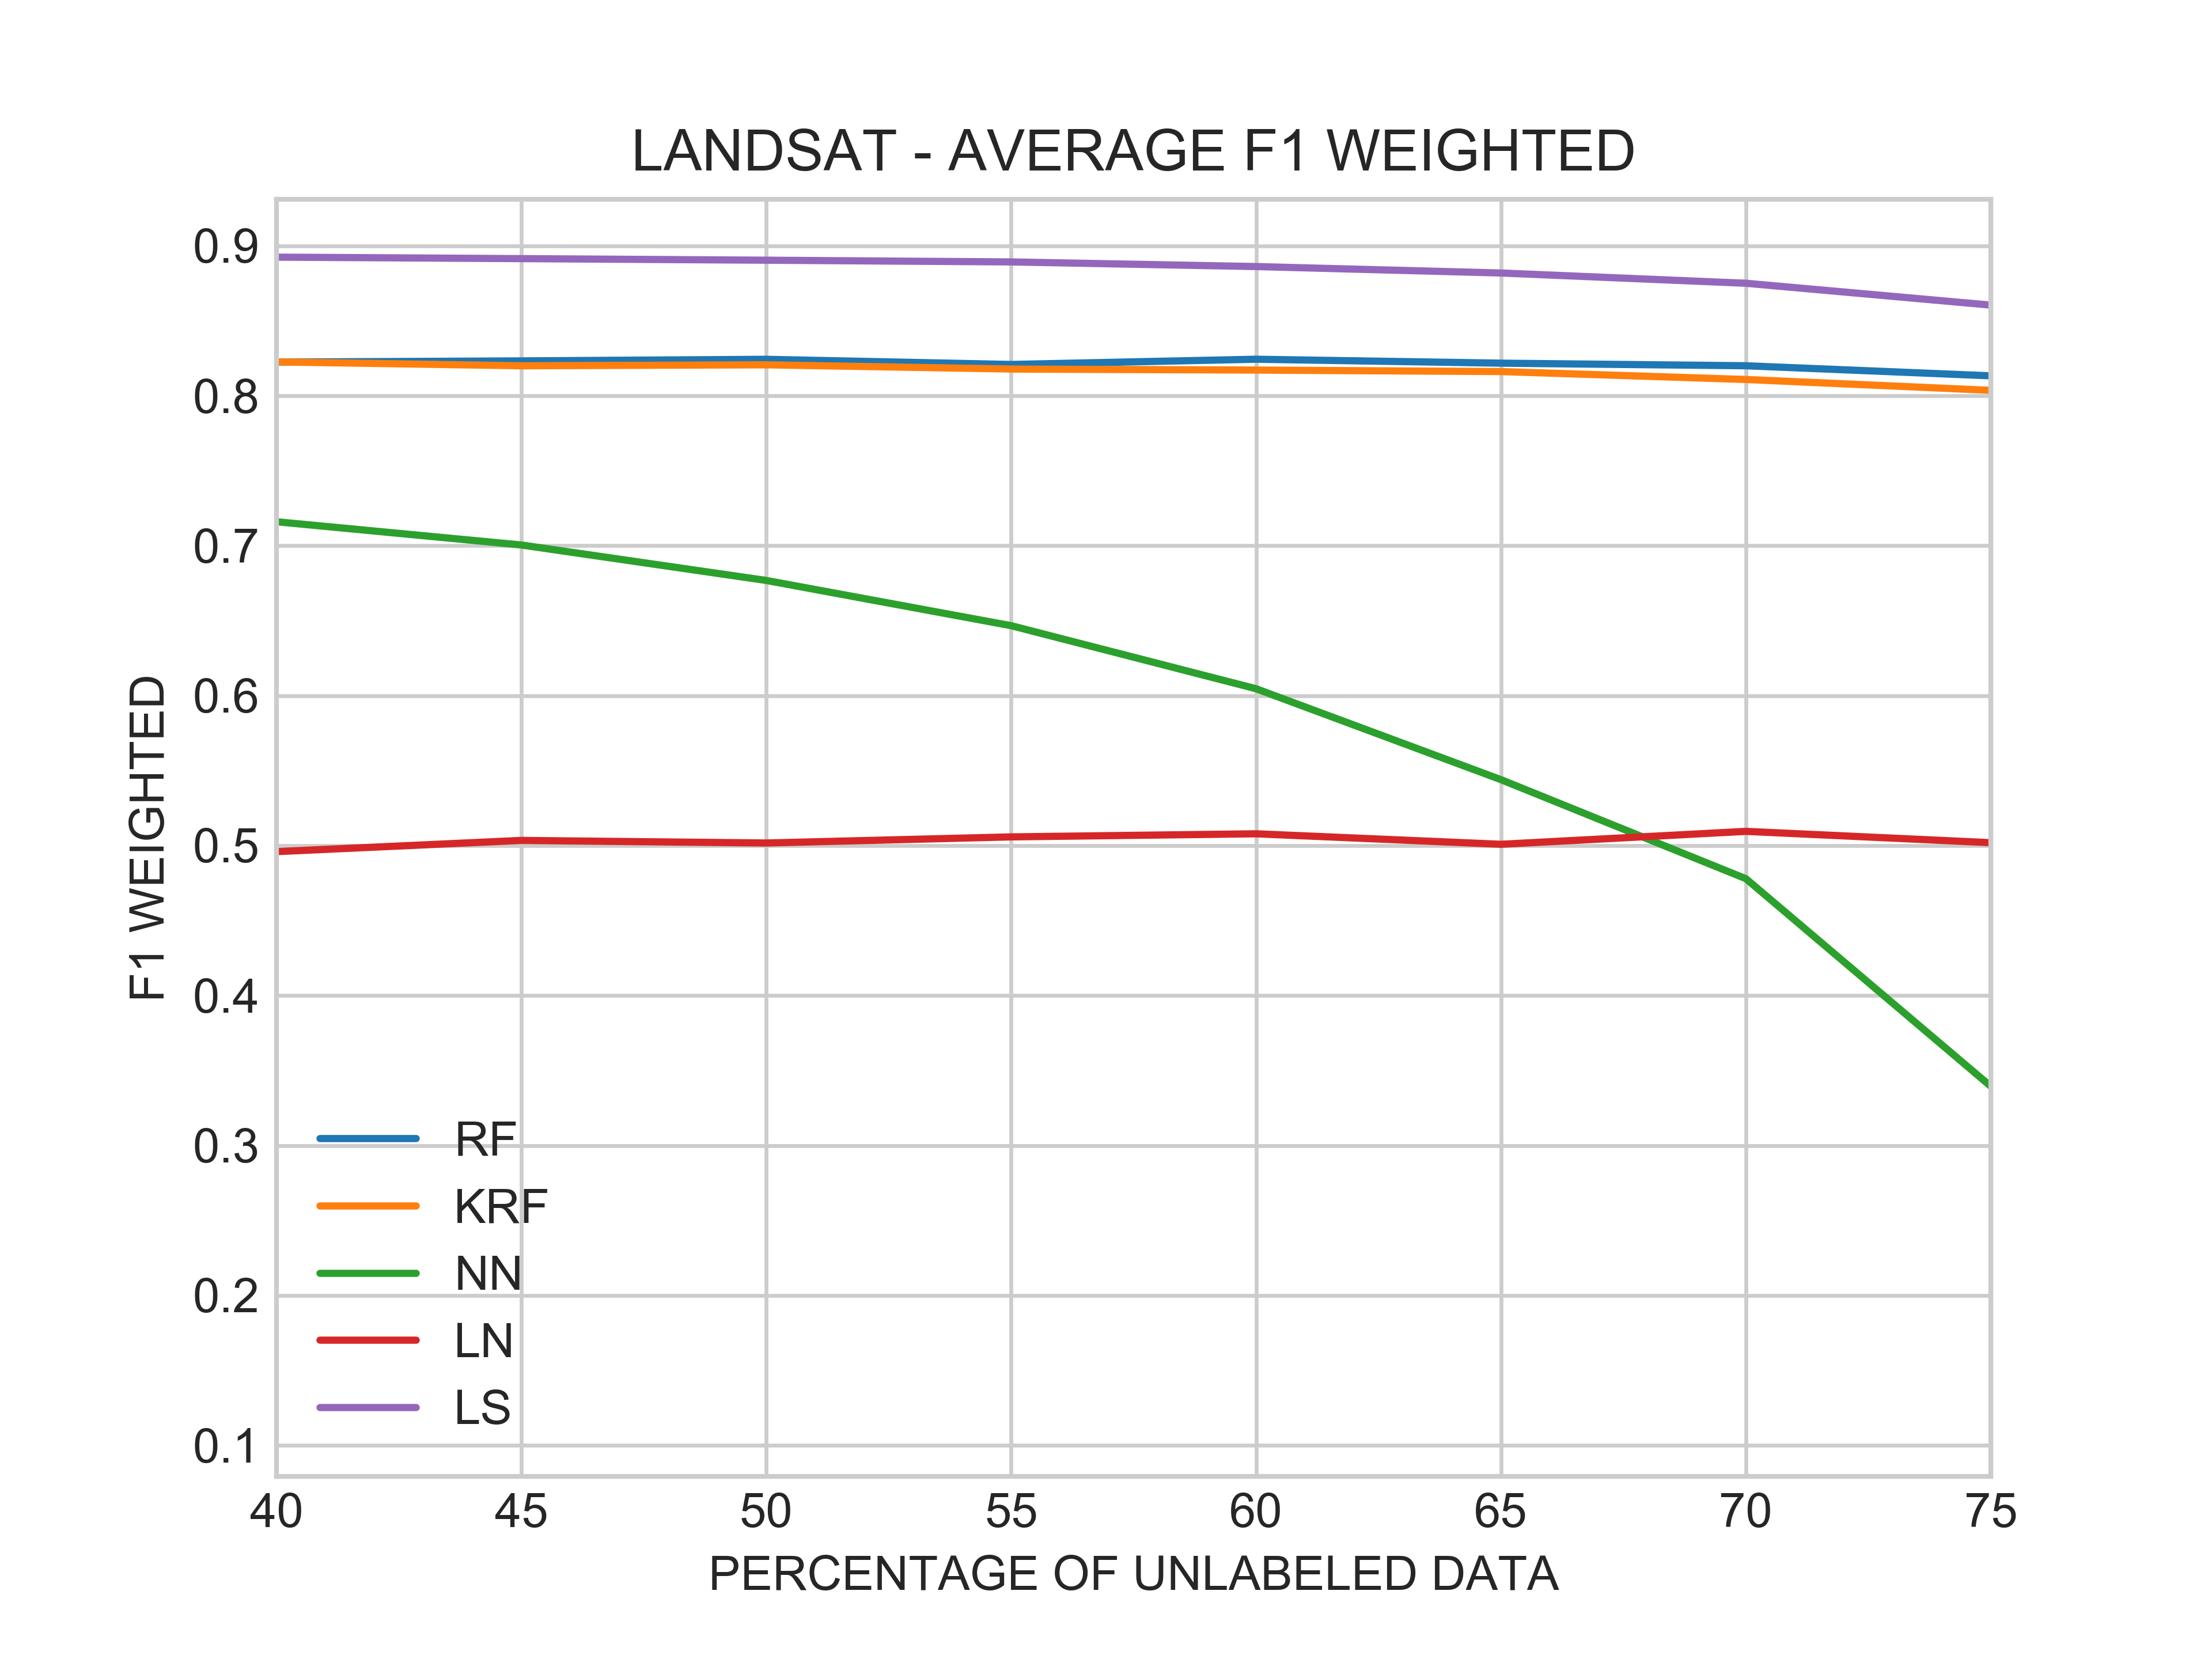 LANDSAT - AVERAGE F1 WEIGHTED
F1 WEIGHTED
0.9
0.8
0.7
0.6
0.5
0.4
0.3
0.2
0.1
RF
KRF
NN
LN
LS
40 45 50 55 60 65 70 75
PERCENTAGE OF UNLABELED DATA